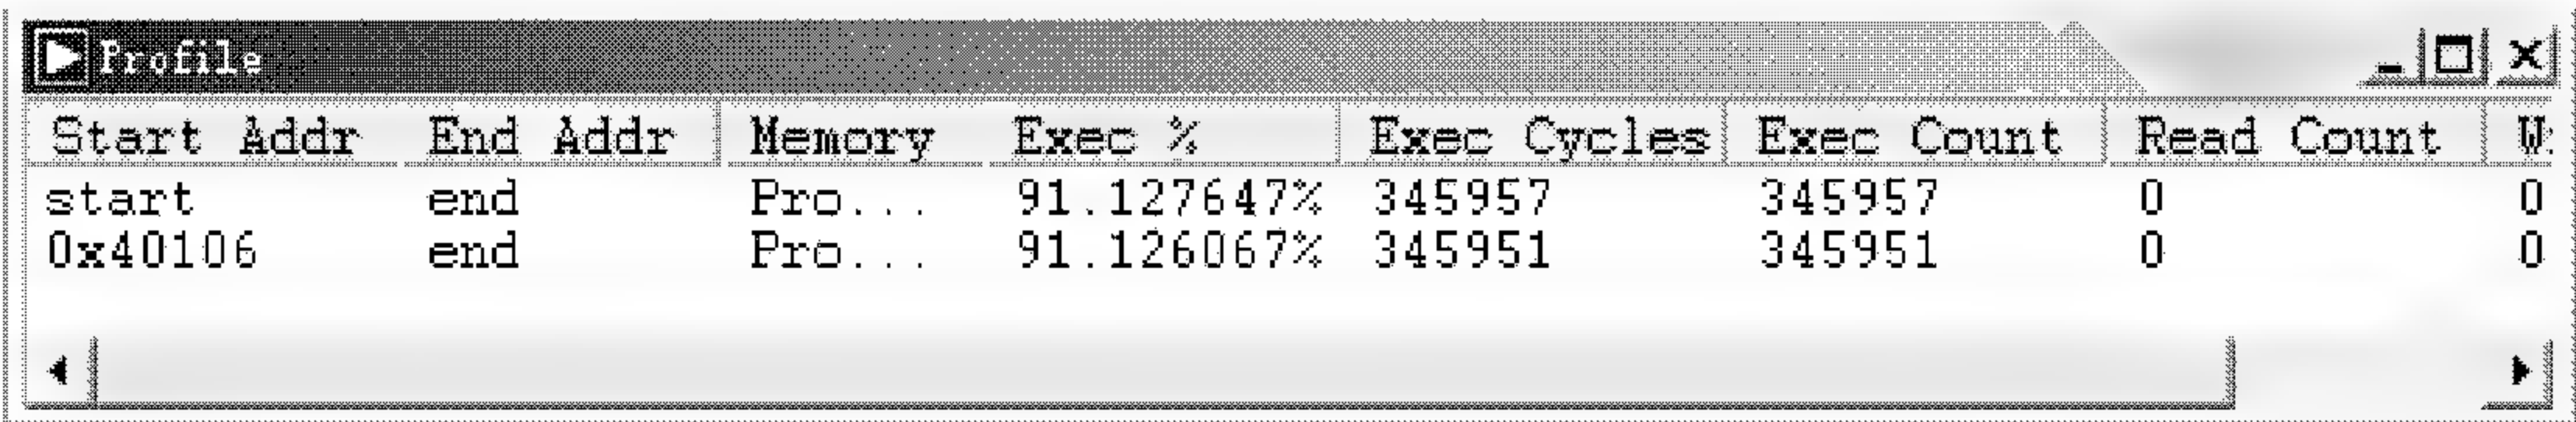 Profile
Start Addr End Addr Memory Exec % Exec Cycles Exec Count Read Count W
start end Pro... 91.127647% 345957 345957 0 0
0x40106 end Pro... 91.126067% 345951 345951 0 0